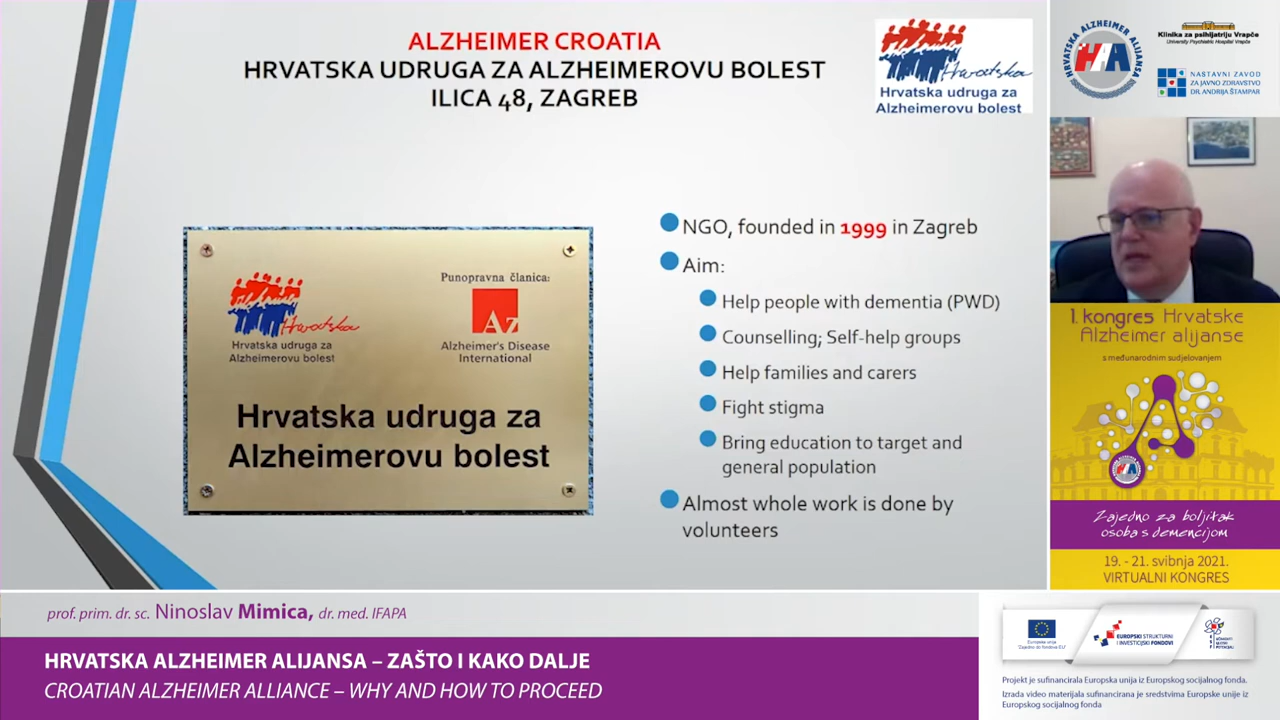 ALZHEIMER CROATIA
HRVATSKA UDRUGA ZA ALZHEIMEROVU BOLEST
ILICA 48, ZAGREB
Hrvatska
Hrvatska udruga za
Alzheimerovu bolest
Hrvatska
Hrvatska udruga za
Alzheimerovu bolest
Punopravna članica:
Az
Alzheimer's Disease
International
Hrvatska udruga za
Alzheimerovu bolest
NGO, founded in 1999 in Zagreb
Aim:
Help people with dementia (PWD)
Counselling; Self-help groups
Help families and carers
Fight stigma
Bring education to target and
general population
Almost whole work is done by
volunteers
HRVATSKA ALZHEIMER ALIJANSA
HAA
Klinika za psihijatriju Vrapče
University Psychiatric Hospital Vrapče
NASTAVNI ZAVOD
ZA JAVNO ZDRAVSTVO
DR. ANDRIJA ŠTAMPAR
1. kongres Hrvatske
Alzheimer alijanse
s međunarodnim sudjelovanjem
Zajedno za boljitak
osoba s demencijom
19. - 21. svibnja 2021.
VIRTUALNI KONGRES
prof. prim. dr. sc. Ninoslav Mimica, dr. med. IFAPA
HRVATSKA ALZHEIMER ALIJANSA – ZAŠTO I KAKO DALJE
CROATIAN ALZHEIMER ALLIANCE – WHY AND HOW TO PROCEED
Europska unija
"Zajedno do fondova EU"
EUROPSKI STRUKTURNI
I INVESTICIJSKI FONDOVI
Projekt je sufinancirala Europska unija iz Europskog socijalnog fonda.
Izrada video materijala sufinancirana je sredstvima Europske unije iz
Europskog socijalnog fonda